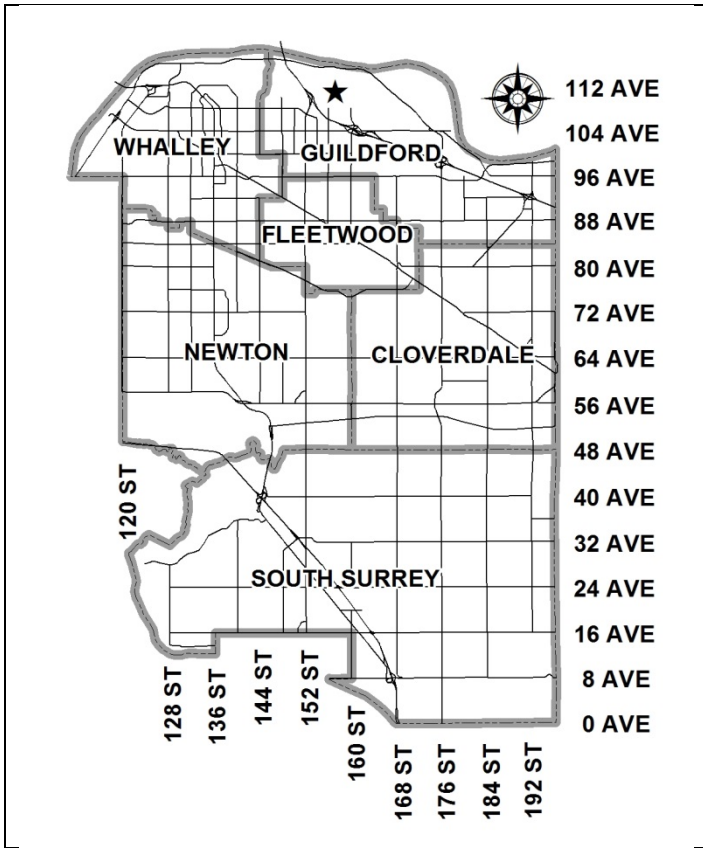 112 AVE
104 AVE
WHALLEY
GUILDFORD
96 AVE
88 AVE
FLEETWOOD
80 AVE
72 AVE
NEWTON
CLOVERDALE
64 AVE
56 AVE
48 AVE
120 ST
40 AVE
32 AVE
SOUTH SURREY
24 AVE
16 AVE
8 AVE
0 AVE
128 ST
136 ST
144 ST
152 ST
160 ST
168 ST
176 ST
184 ST
192 ST